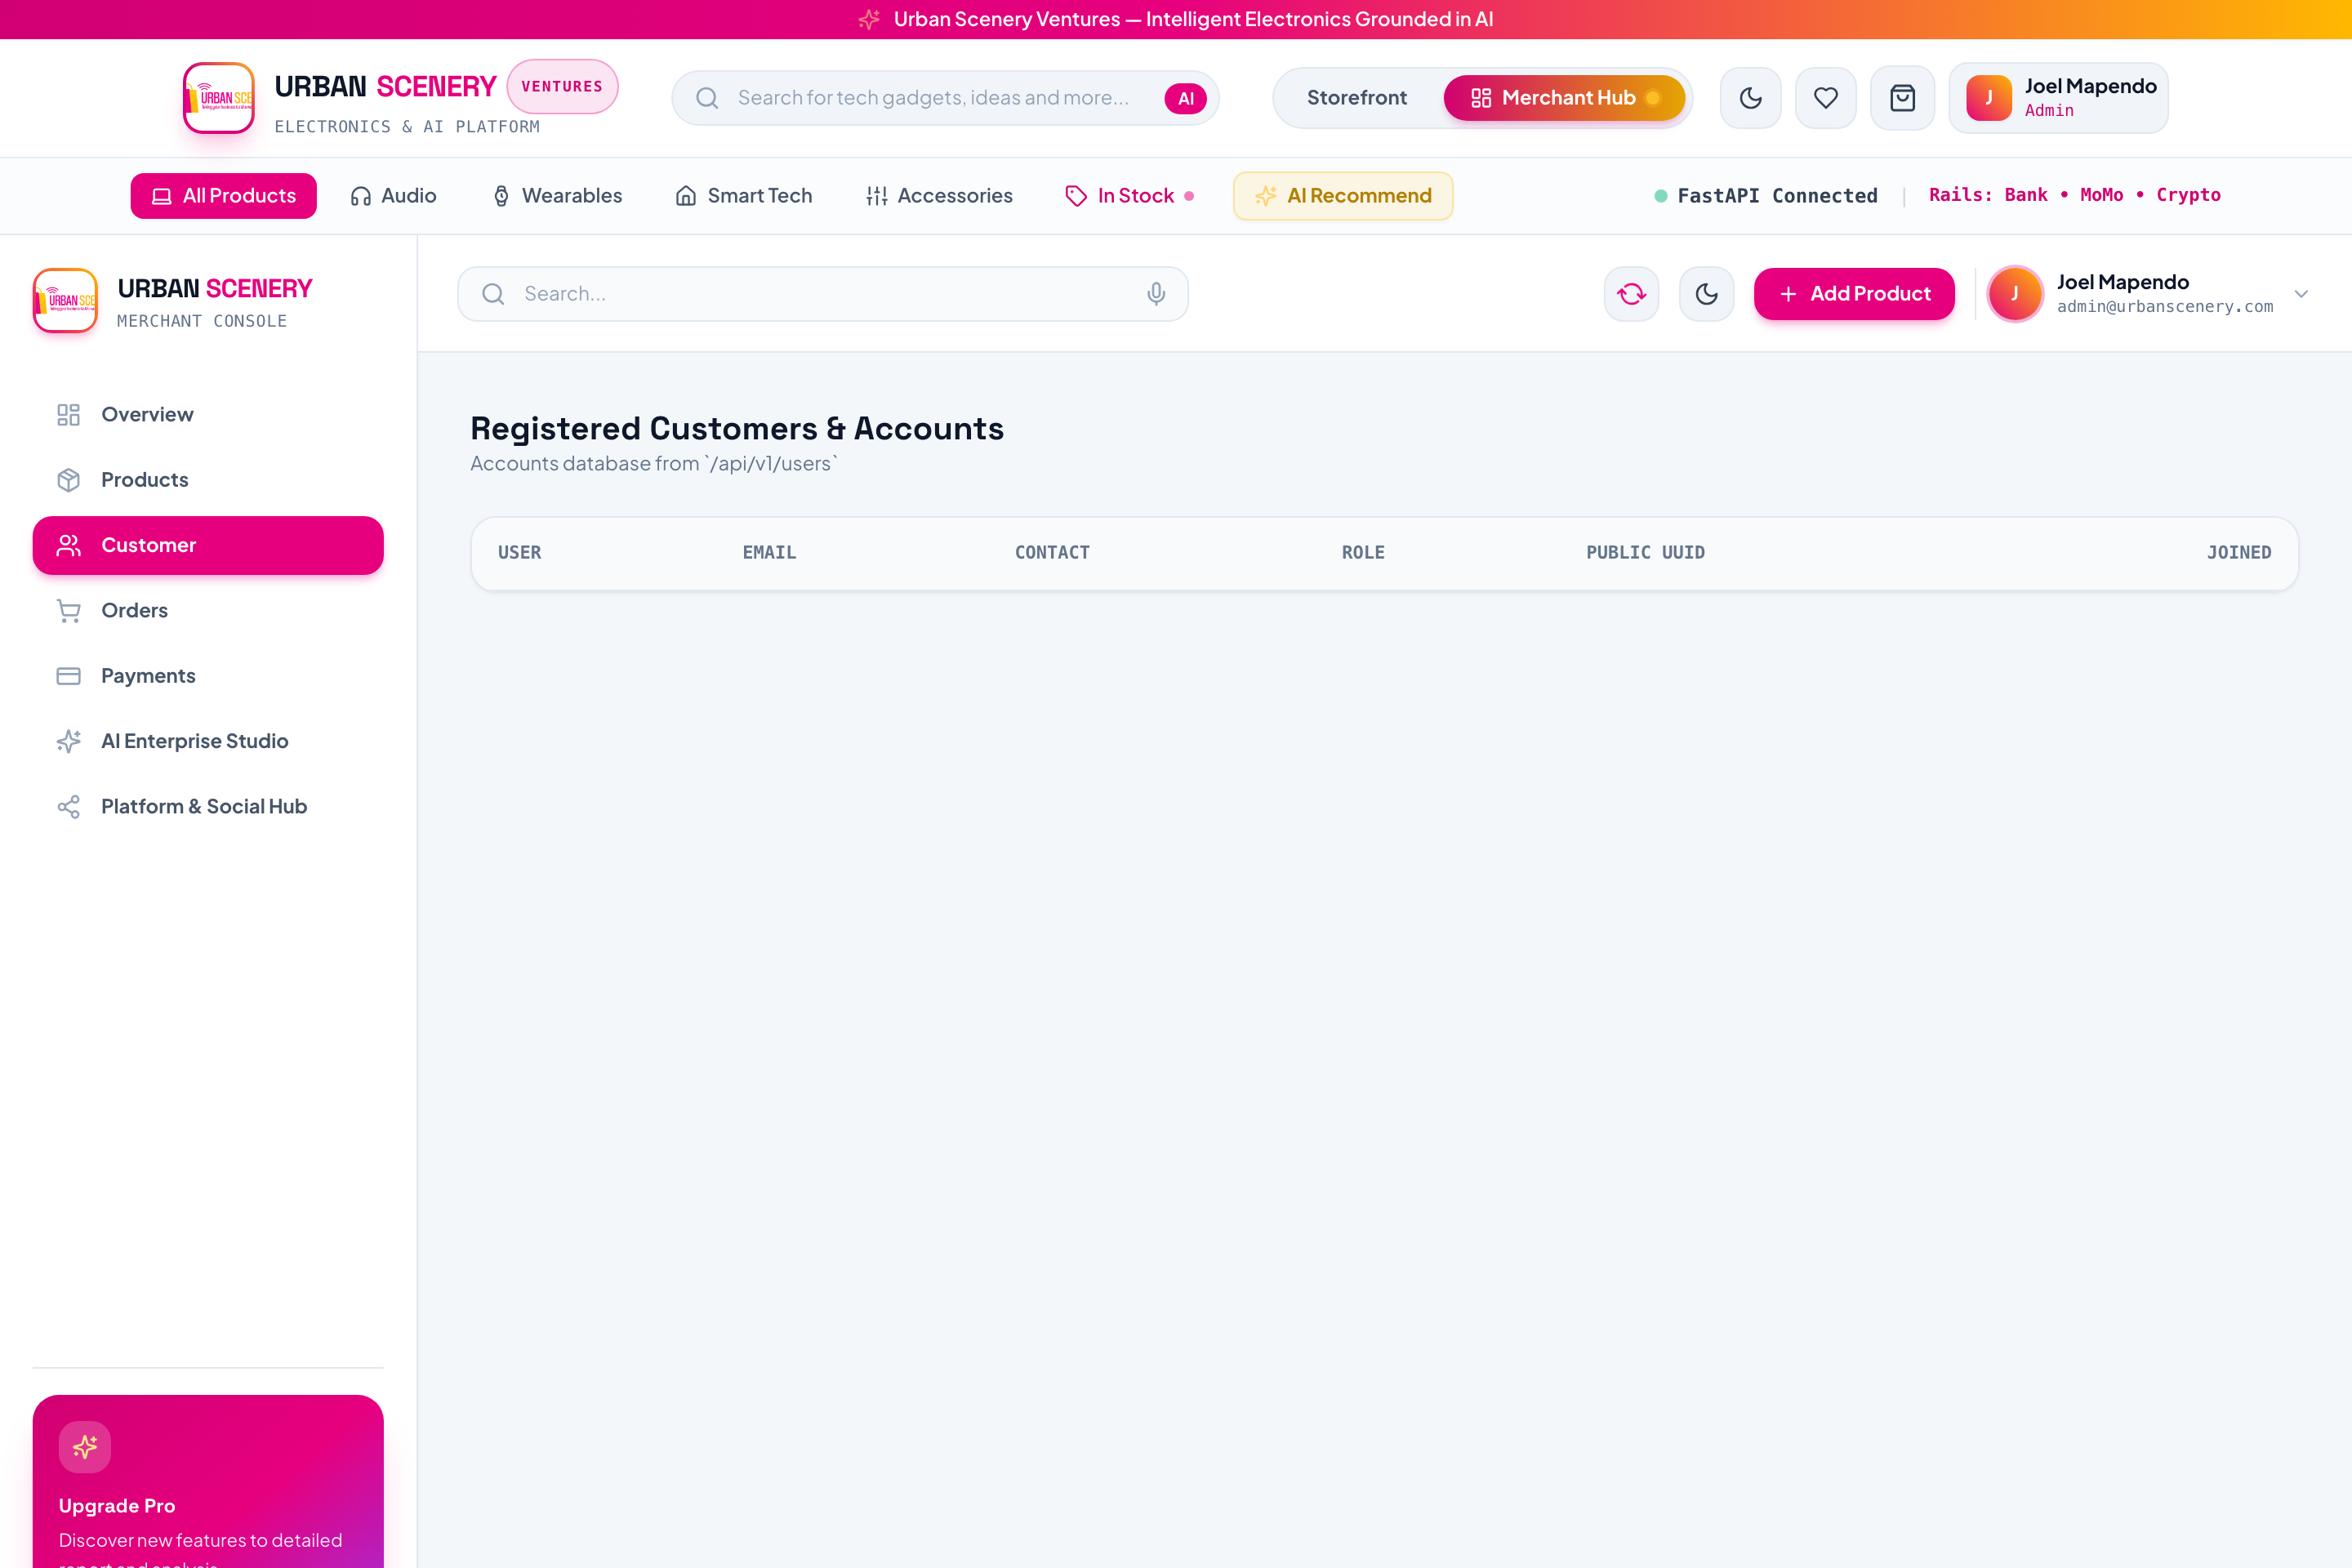 Urban Scenery Ventures — Intelligent Electronics Grounded in AI
URBAN SCENERY VENTURES
ELECTRONICS & AI PLATFORM
Search for tech gadgets, ideas and more...
AI
Storefront
Merchant Hub
J
Joel Mapendo
Admin
All Products
Audio
Wearables
Smart Tech
Accessories
In Stock
AI Recommend
FastAPI Connected
Rails: Bank • MoMo • Crypto
URBAN SCENERY
MERCHANT CONSOLE
Search...
Add Product
J
Joel Mapendo
admin@urbanscenery.com
Overview
Products
Customer
Orders
Payments
AI Enterprise Studio
Platform & Social Hub
Registered Customers & Accounts
Accounts database from `/api/v1/users`
USER EMAIL CONTACT ROLE PUBLIC UUID JOINED
Upgrade Pro
Discover new features to detailed
report and analysis